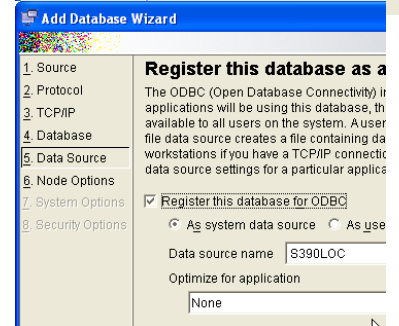 Add Database Wizard
1. Source
2. Protocol
3. TCP/IP
4. Database
5. Data Source
6. Node Options
7. System Options
8. Security Options
Register this database as a
The ODBC (Open Database Connectivity) in
applications will be using this database, th
available to all users on the system. A user
file data source creates a file containing da
workstations if you have a TCP/IP connectic
data source settings for a particular applica
Register this database for ODBC
As system data source As use
Data source name S390LOC
Optimize for application
None